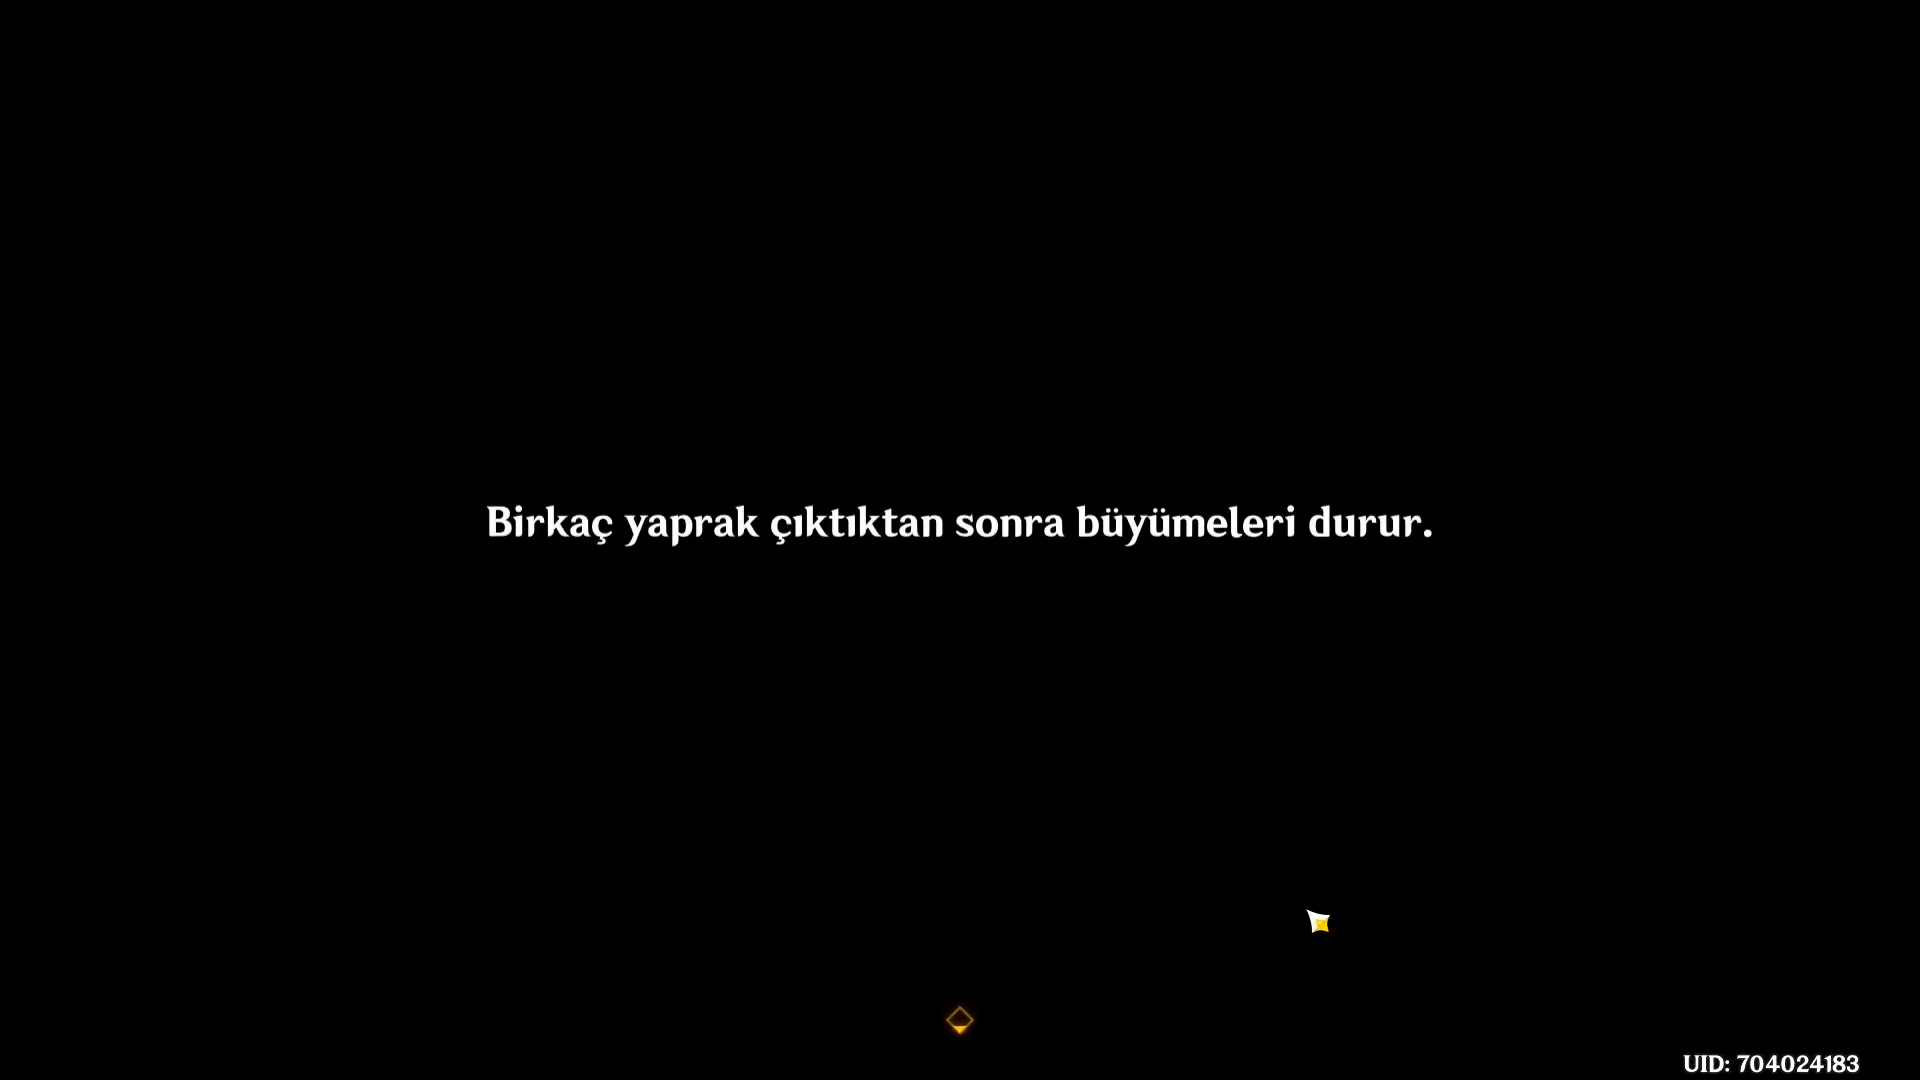 Birkaç yaprak çıktıktan sonra büyümeleri durur.
UID: 704024183